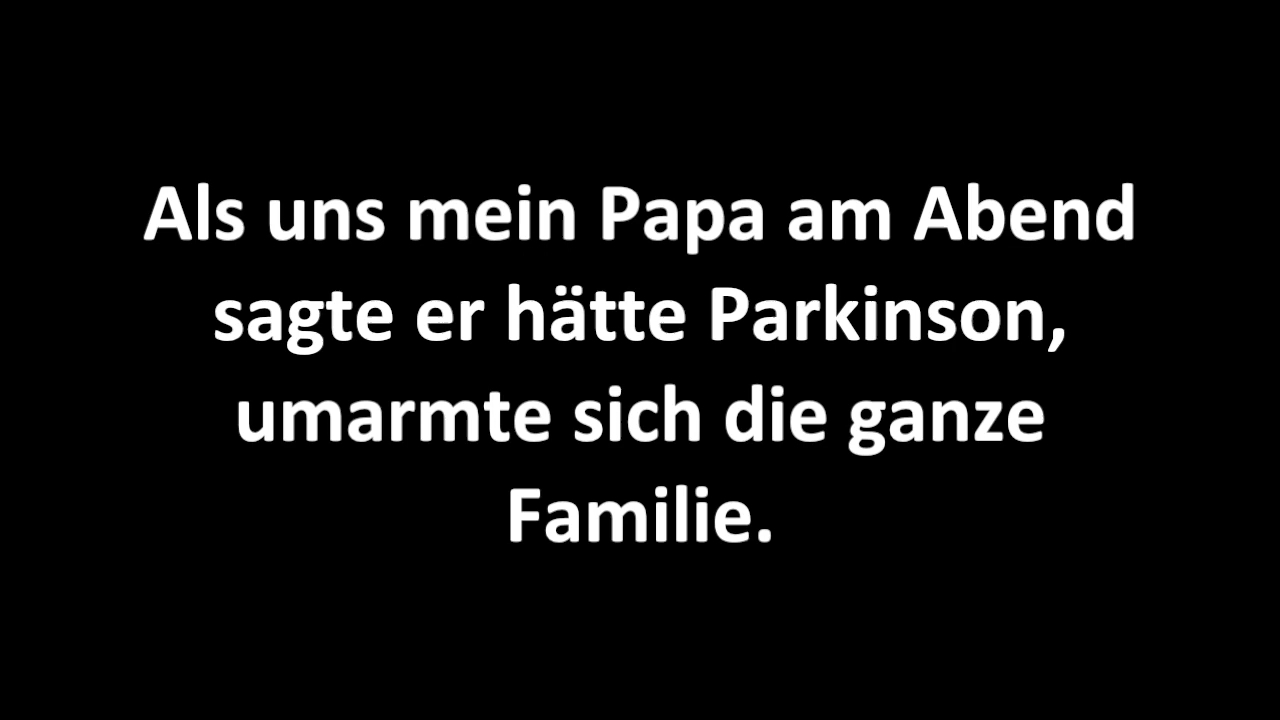 Als uns mein Papa am Abend
sagte er hätte Parkinson,
umarmte sich die ganze
Familie.